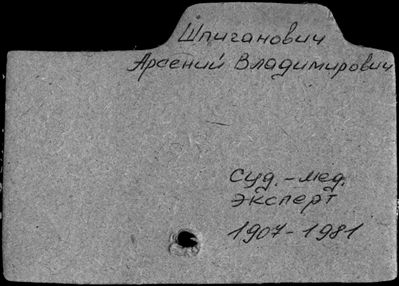 Шпиганович
Арсений Владимирович
Суд.-мед.
эксперт
1907-1981